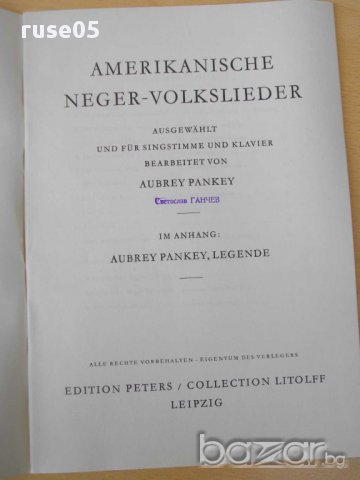 ruse05
AMERIKANISCHE
NEGER-VOLKSLIEDER
AUSGEWÄHLT
UND FÜR SINGSTIMME UND KLAVIER
BEARBEITET VON
AUBREY PANKEY
Светослав ГАНЧЕВ
IM ANHANG:
AUBREY PANKEY, LEGENDE
ALLE RECHTE VORBEHALTEN · EIGENTUM DES VERLEGERS
EDITION PETERS / COLLECTION LITOLFF
LEIPZIG
bazar.bg